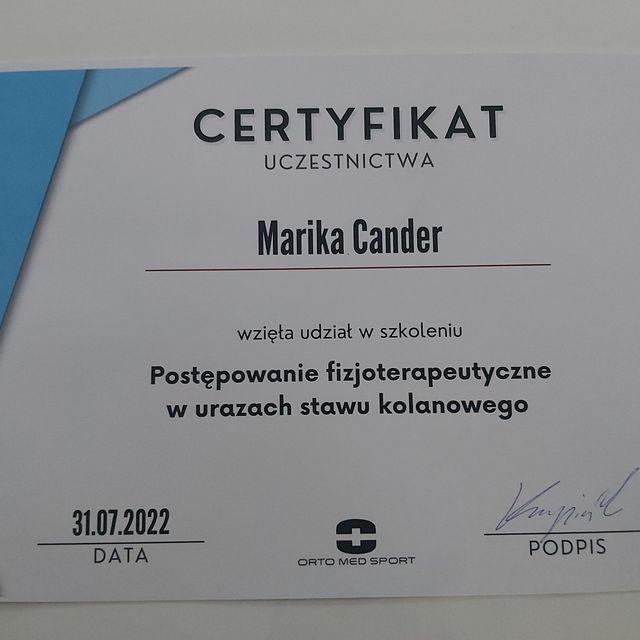 CERTYFIKAT
UCZESTNICTWA
Marika Cander
wzięła udział w szkoleniu
Postępowanie fizjoterapeutyczne
w urazach stawu kolanowego
31.07.2022
DATA
ORTO MED SPORT
PODPIS